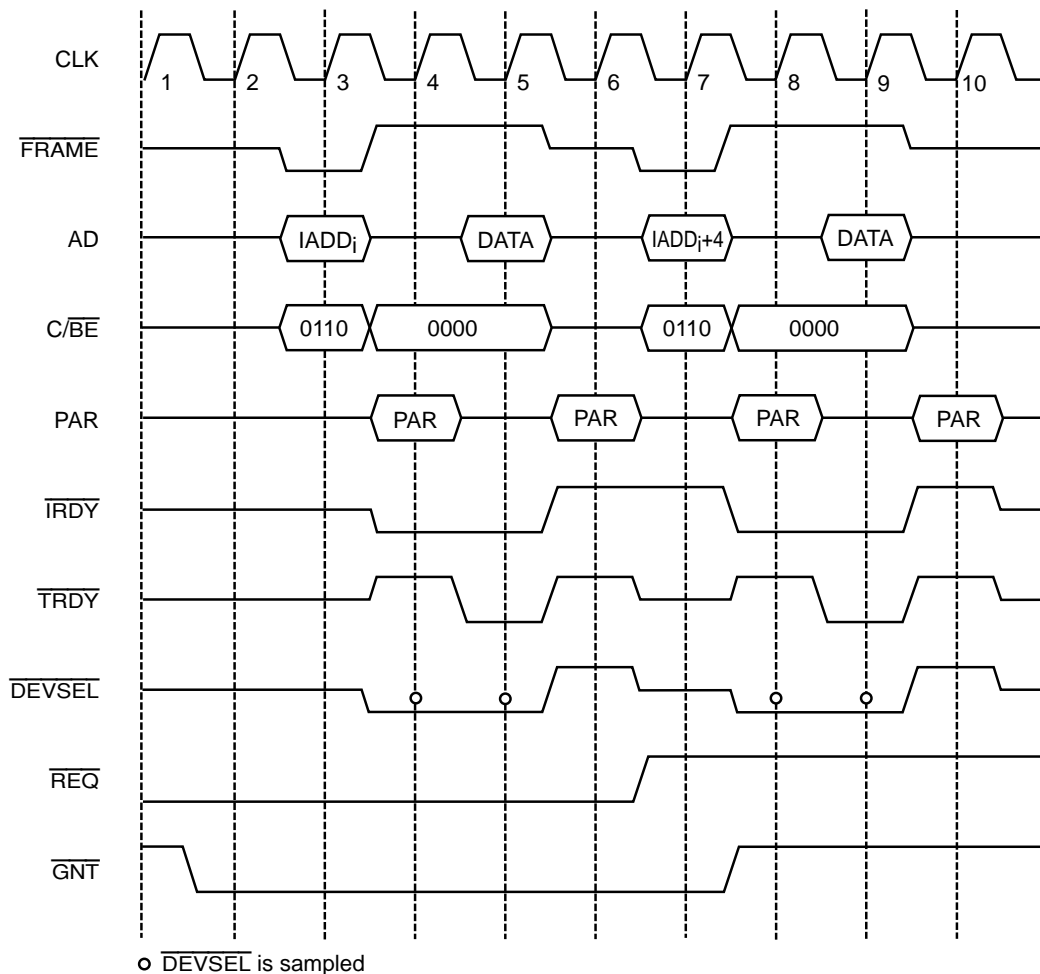 CLK
1 2 3 4 5 6 7 8 9 10
FRAME
AD IADDi DATA IADDi+4 DATA
C/BE 0110 0000 0110 0000
PAR PAR PAR PAR PAR
IRDY
TRDY
DEVSEL
REQ
GNT
DEVSEL is sampled